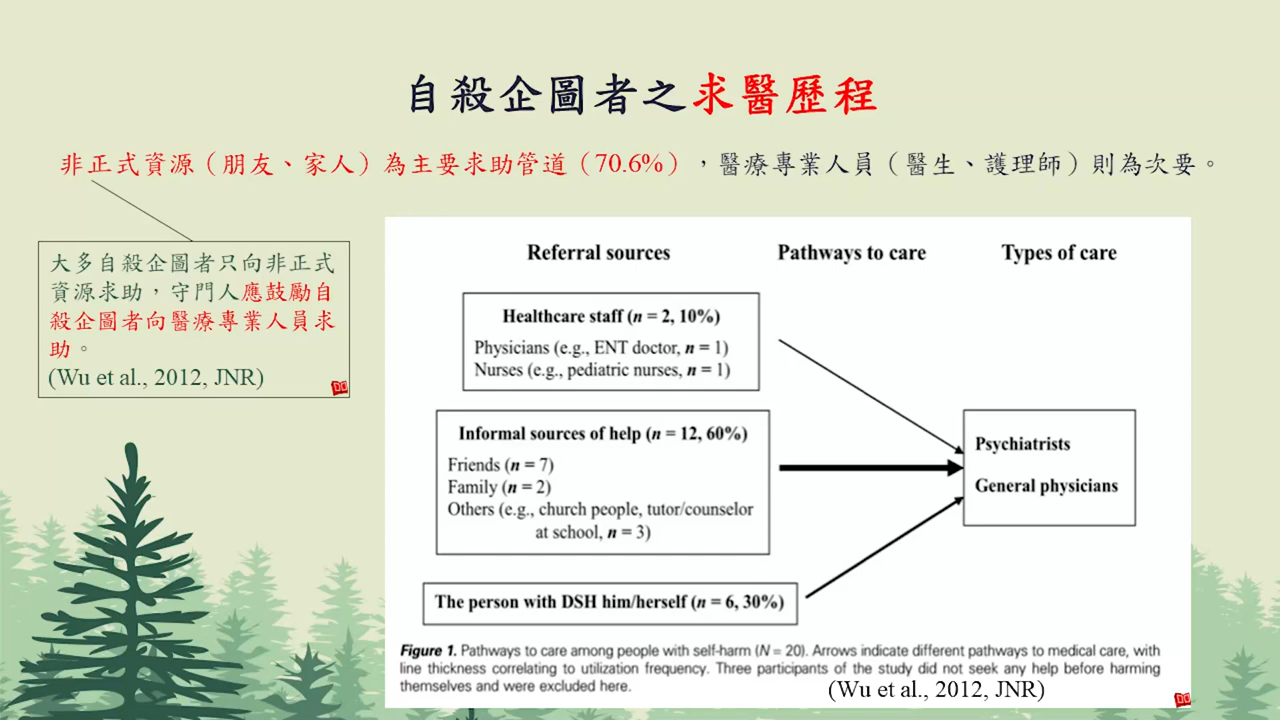 自殺企圖者之求醫歷程
非正式資源（朋友、家人）為主要求助管道（70.6%），醫療專業人員（醫生、護理師）則為次要。
大多自殺企圖者只向非正式
資源求助，守門人應鼓勵自
殺企圖者向醫療專業人員求
助。
(Wu et al., 2012, JNR)
Referral sources
Pathways to care
Types of care
Healthcare staff (n = 2, 10%)
Physicians (e.g., ENT doctor, n = 1)
Nurses (e.g., pediatric nurses, n = 1)
Informal sources of help (n = 12, 60%)
Friends (n = 7)
Family (n = 2)
Others (e.g., church people, tutor/counselor
at school, n = 3)
The person with DSH him/herself (n = 6, 30%)
Psychiatrists
General physicians
Figure 1. Pathways to care among people with self-harm (N = 20). Arrows indicate different pathways to medical care, with
line thickness correlating to utilization frequency. Three participants of the study did not seek any help before harming
themselves and were excluded here.
(Wu et al., 2012, JNR)